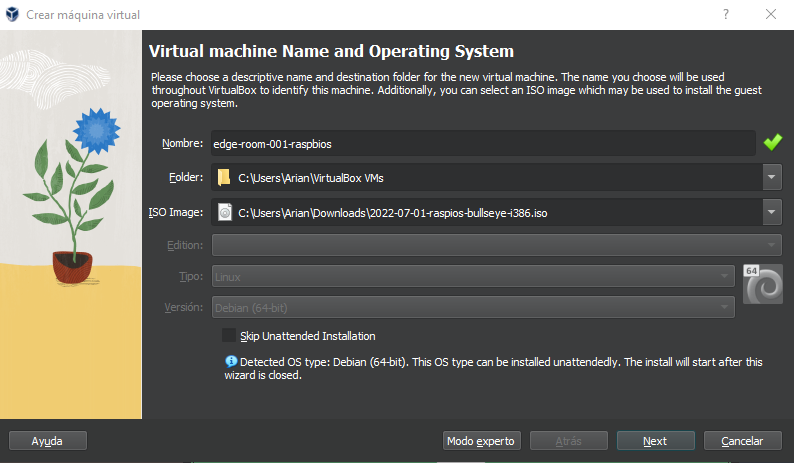 Crear máquina virtual
Virtual machine Name and Operating System
Please choose a descriptive name and destination folder for the new virtual machine. The name you choose will be used
throughout VirtualBox to identify this machine. Additionally, you can select an ISO image which may be used to install the guest
operating system.
Nombre: edge-room-001-raspbios
Folder: C:\Users\Arian\VirtualBox VMs
ISO Image: C:\Users\Arian\Downloads\2022-07-01-raspios-bullseye-i386.iso
Edition:
Tipo: Linux
64
Versión: Debian (64-bit)
Skip Unattended Installation
Detected OS type: Debian (64-bit). This OS type can be installed unattendedly. The install will start after this
wizard is closed.
Ayuda Modo experto Atrás Next Cancelar